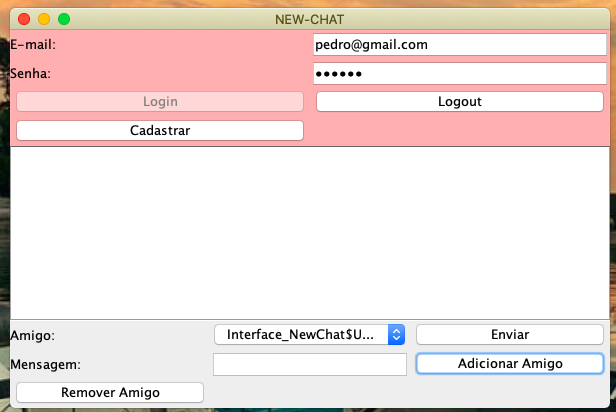 NEW-CHAT
E-mail: pedro@gmail.com
Senha: ••••••
Login Logout
Cadastrar
Amigo: Interface_NewChat$U... Enviar
Mensagem: Adicionar Amigo
Remover Amigo